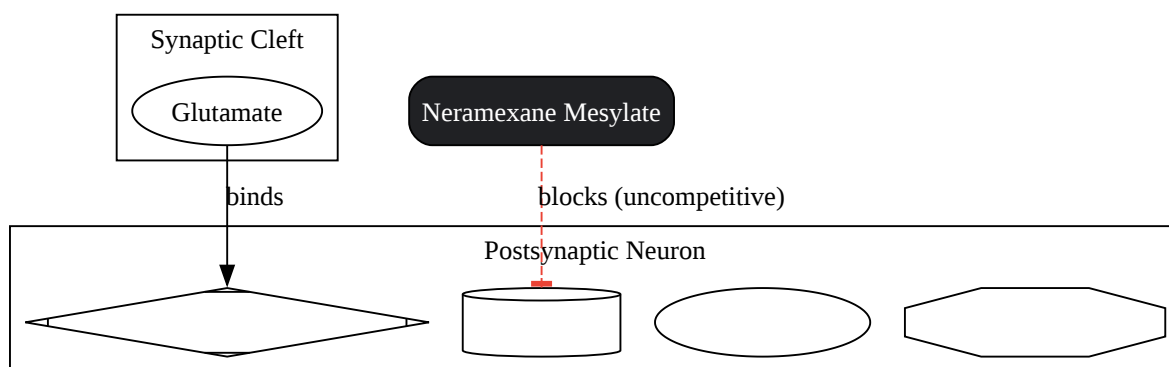 Synaptic Cleft
Glutamate
Neramexane Mesylate
binds
blocks (uncompetitive)
Postsynaptic Neuron